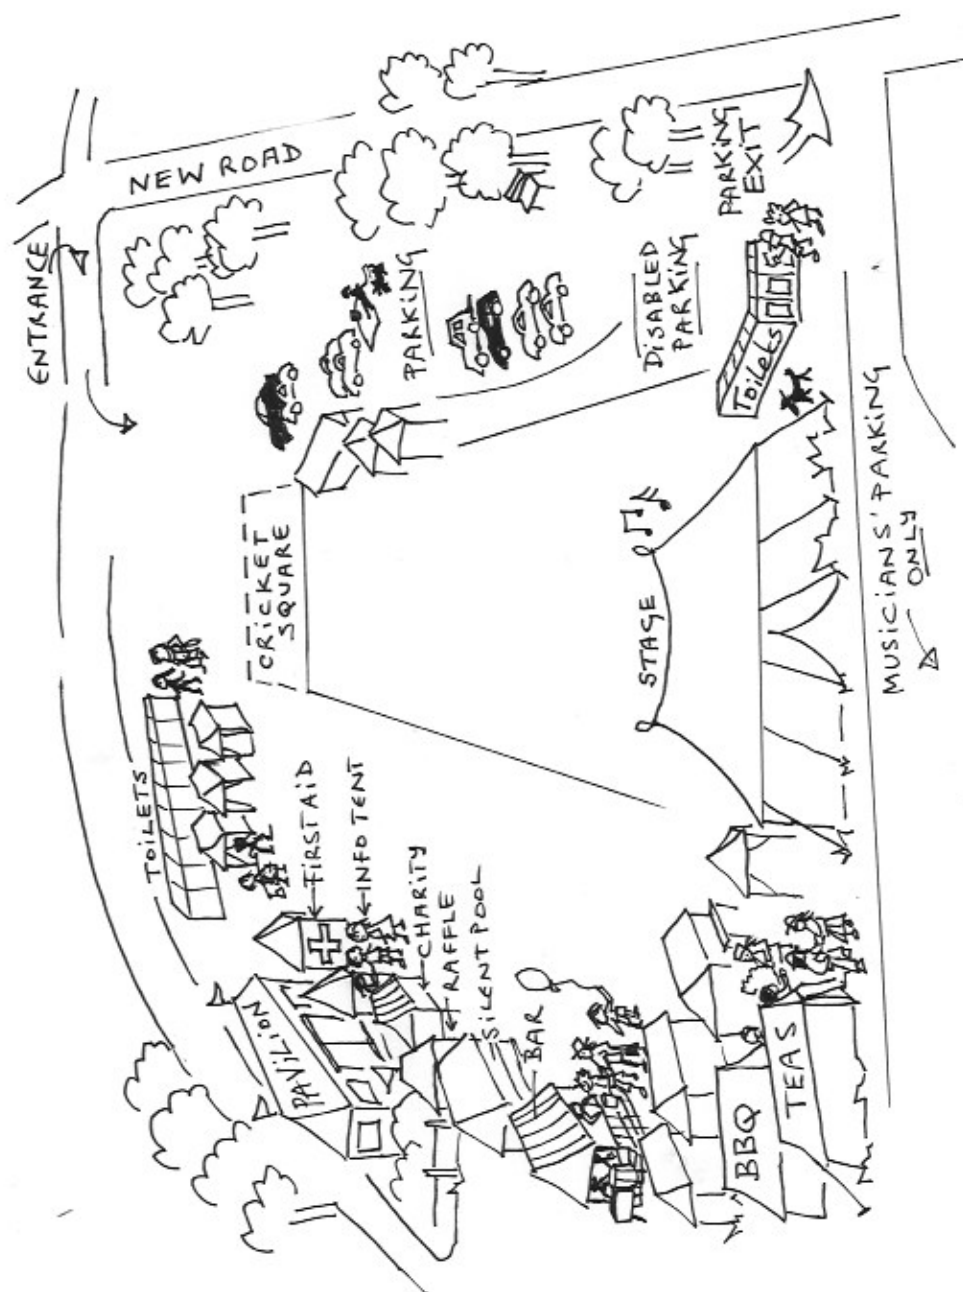 ENTRANCE
NEW ROAD
PARKING
DISABLED
PARKING
PARKING
EXIT
Toilets
CRICKET
SQUARE
STAGE
MUSICIANS' PARKING
ONLY
TOILETS
FIRST AID
INFO TENT
CHARITY
RAFFLE
SILENT POOL
BAR
PAVILION
BBQ
TEAS